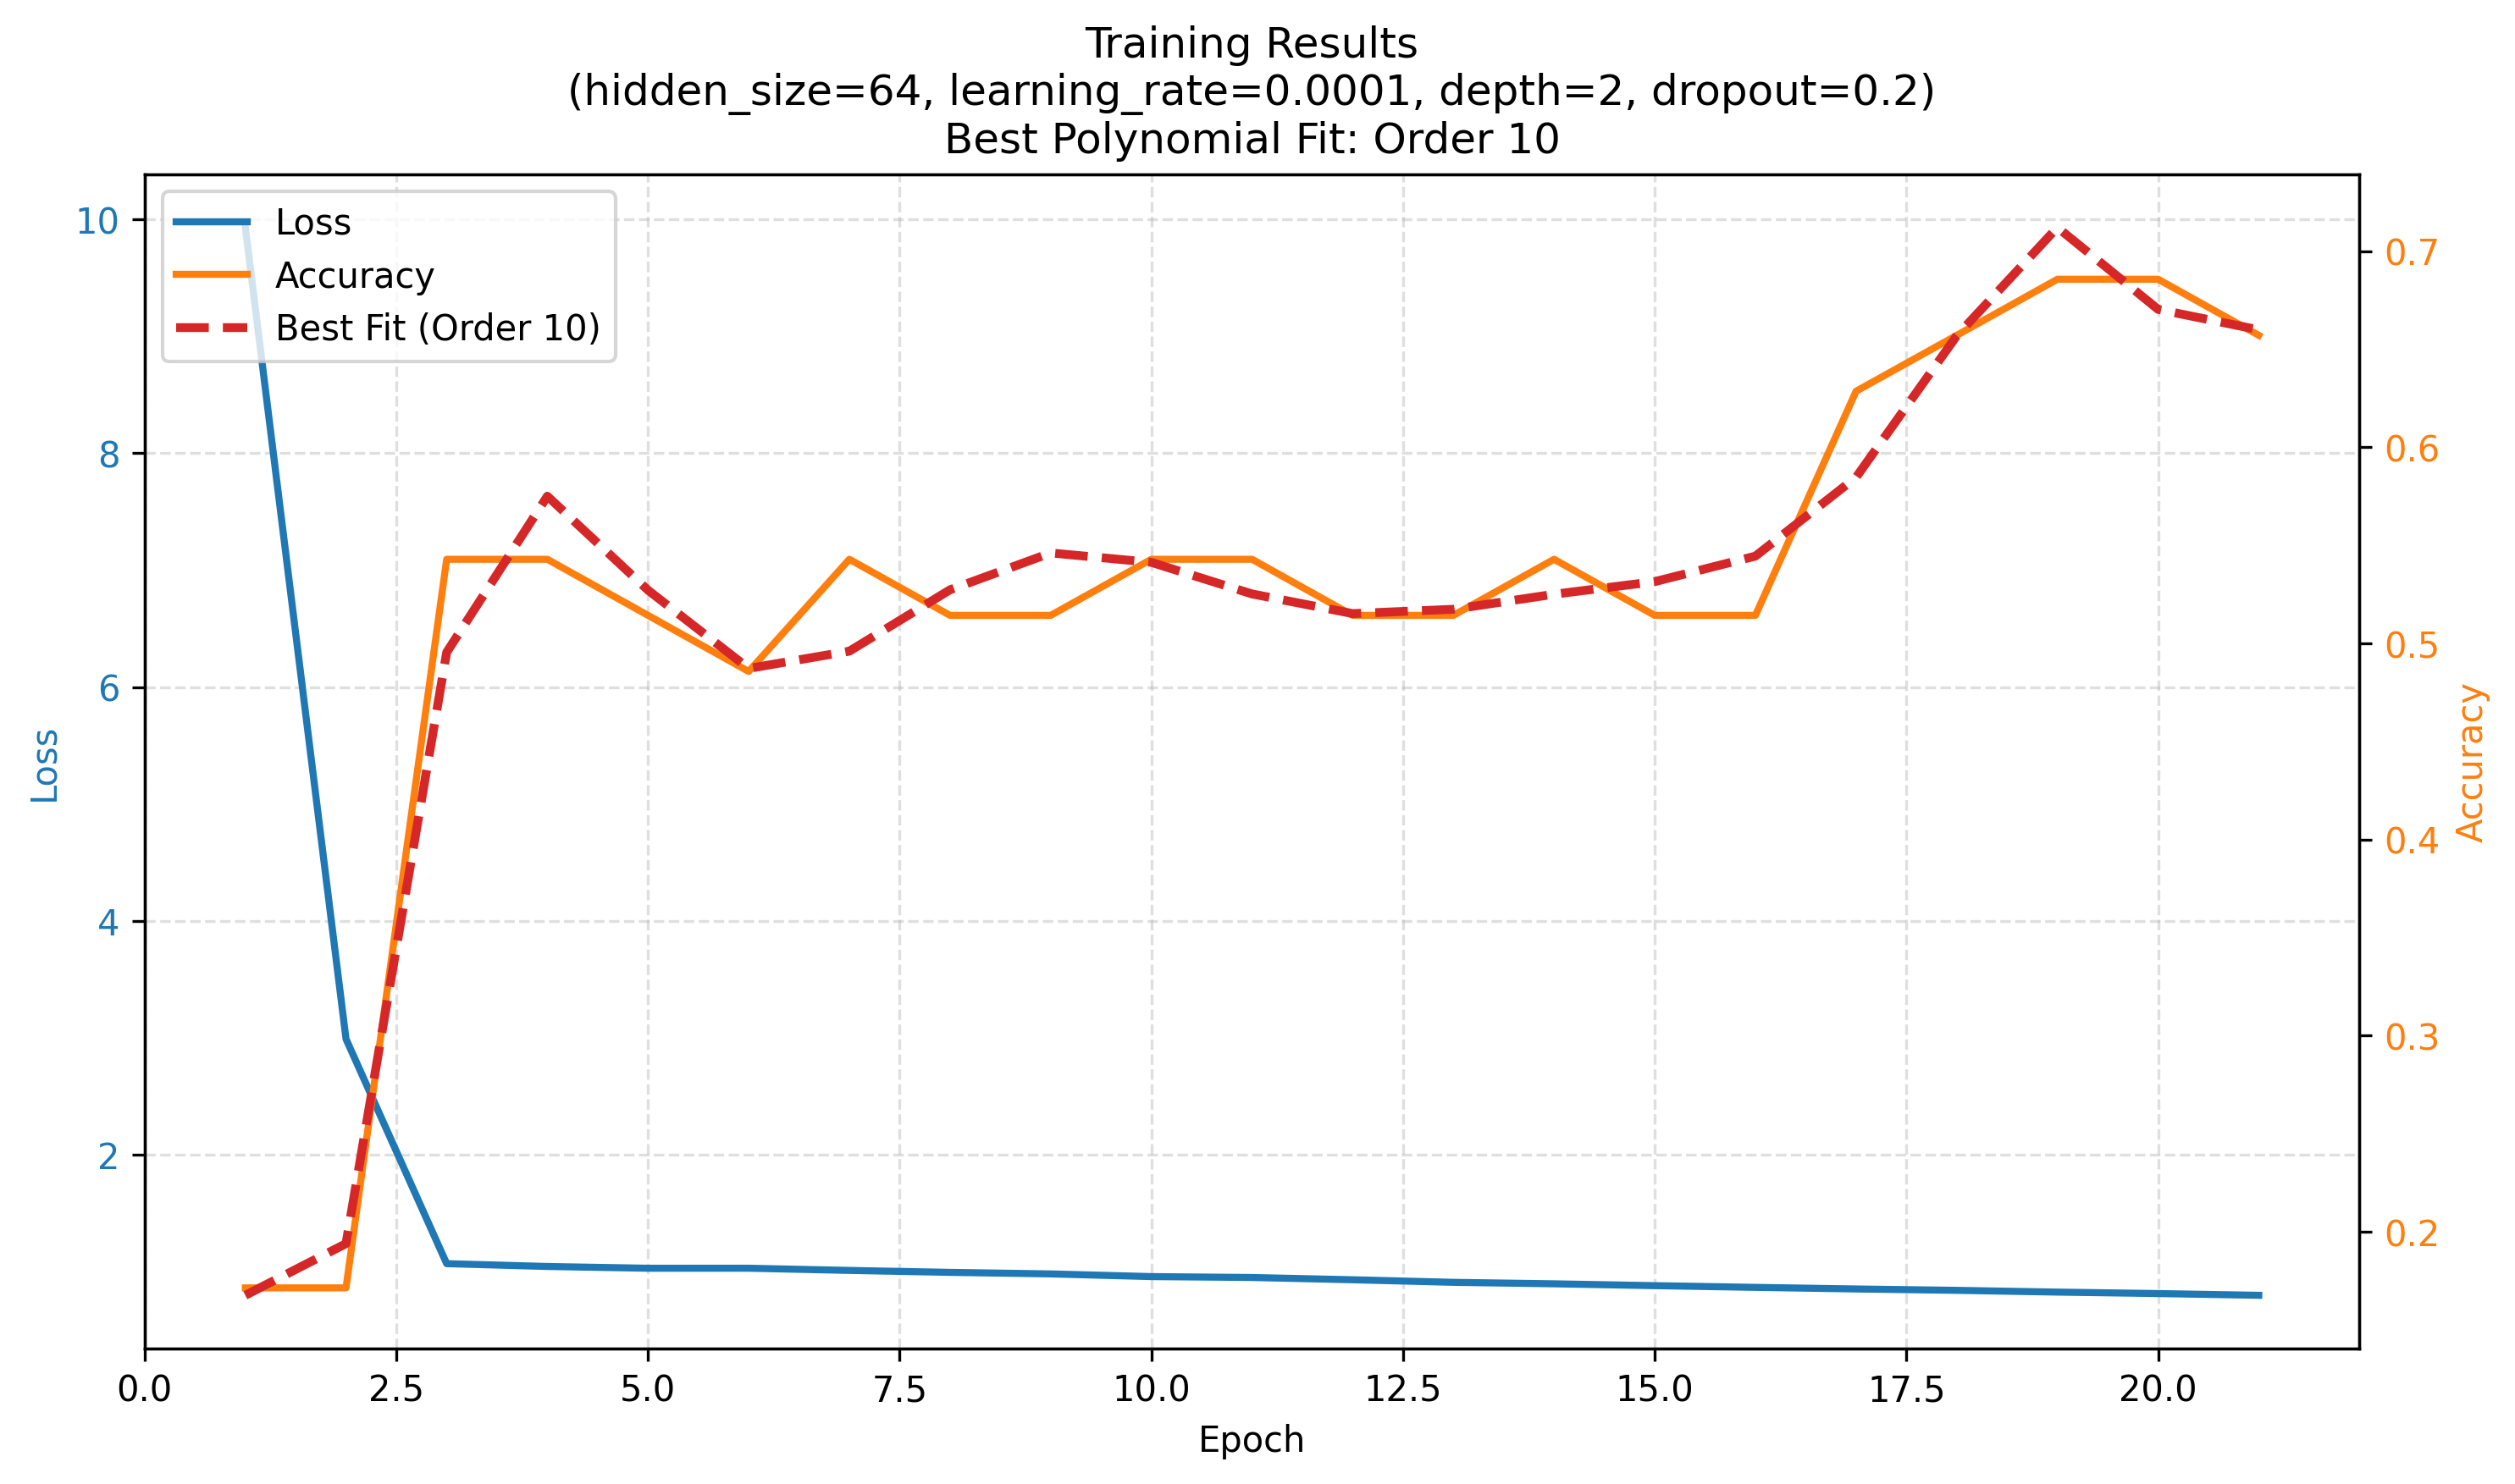 Training Results
(hidden_size=64, learning_rate=0.0001, depth=2, dropout=0.2)
Best Polynomial Fit: Order 10
Loss
Accuracy
Best Fit (Order 10)
10
8
6
4
2
Loss
0.7
0.6
0.5
0.4
0.3
0.2
Accuracy
0.0 2.5 5.0 7.5 10.0 12.5 15.0 17.5 20.0
Epoch